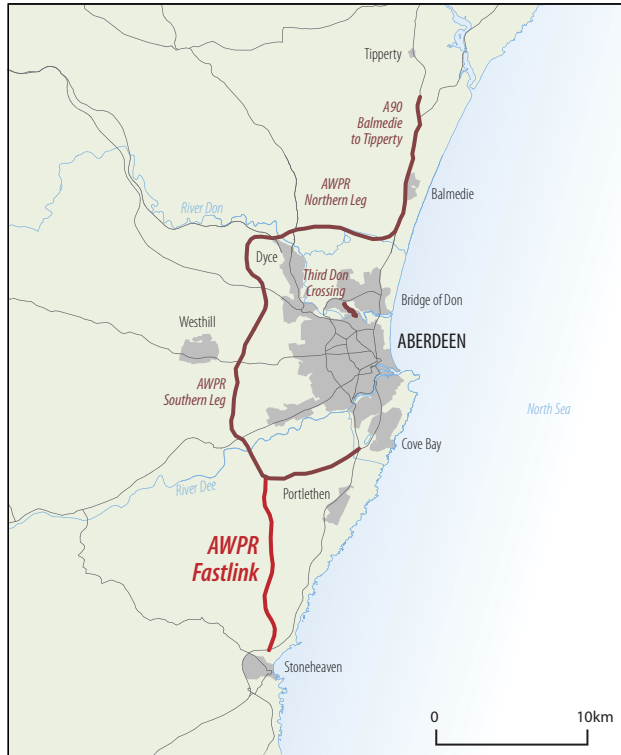 Tipperty
A90
Balmedie
to Tipperty
AWPR
Northern Leg
Balmedie
River Don
Dyce
Third Don
Crossing
Bridge of Don
Westhill
ABERDEEN
AWPR
Southern Leg
North Sea
Cove Bay
River Dee
Portlethen
AWPR
Fastlink
Stoneheaven
0
10km